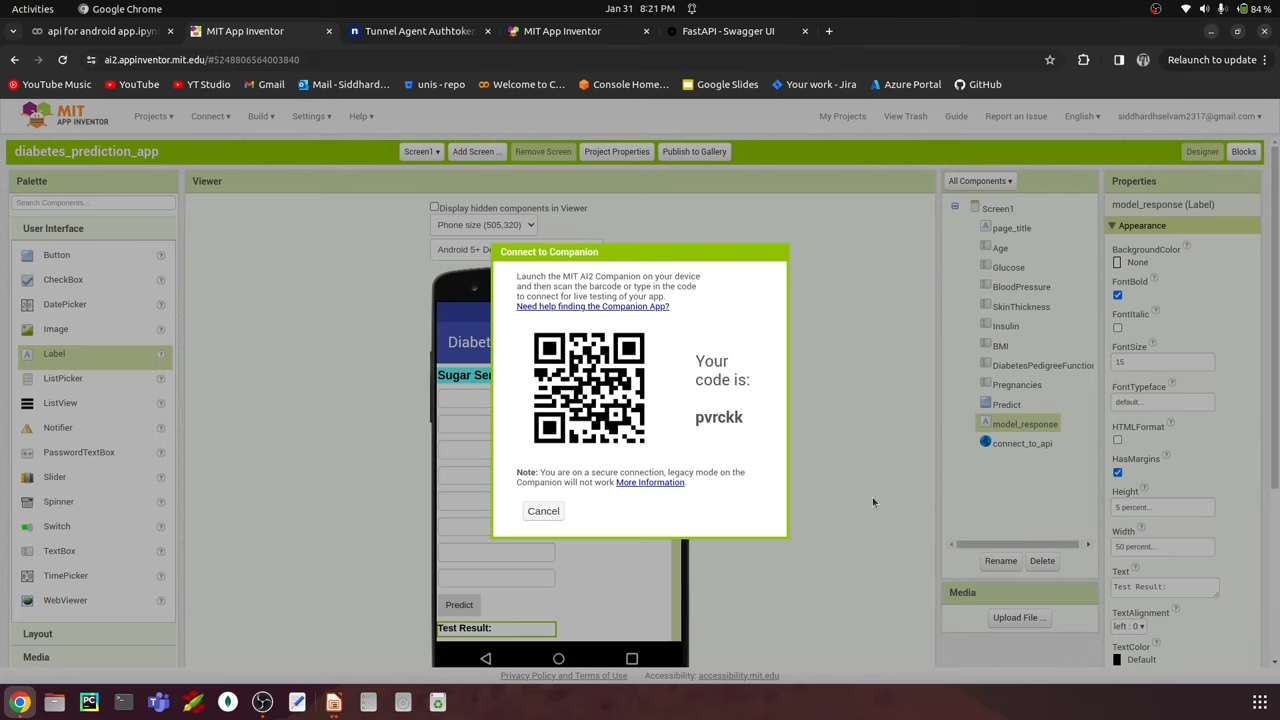 Activities
Google Chrome
Jan 31  8:21 PM
84 %
api for android app.ipyn
MIT App Inventor
Tunnel Agent Authtoken
MIT App Inventor
FastAPI - Swagger UI
ai2.appinventor.mit.edu/#5248806564003840
Relaunch to update
YouTube Music
YouTube
YT Studio
Gmail
Mail - Siddhard...
unis - repo
Welcome to C...
Console Home...
Google Slides
Your work - Jira
Azure Portal
GitHub
MIT
APP INVENTOR
Projects
Connect
Build
Settings
Help
My Projects
View Trash
Guide
Report an Issue
English
siddhardhselvam2317@gmail.com
diabetes_prediction_app
Screen1
Add Screen ...
Remove Screen
Project Properties
Publish to Gallery
Designer
Blocks
Palette
Search Components...
User Interface
Button
CheckBox
DatePicker
Image
Label
ListPicker
ListView
Notifier
PasswordTextBox
Slider
Spinner
Switch
TextBox
TimePicker
WebViewer
Layout
Media
Viewer
Display hidden components in Viewer
Phone size (505,320)
Android 5+ De
Diabet
Sugar Ser
Predict
Test Result:
Connect to Companion
Launch the MIT AI2 Companion on your device
and then scan the barcode or type in the code
to connect for live testing of your app.
Need help finding the Companion App?
Your
code is:
pvrckk
Note: You are on a secure connection, legacy mode on the
Companion will not work More Information.
Cancel
All Components
Screen1
page_title
Age
Glucose
BloodPressure
SkinThickness
Insulin
BMI
DiabetesPedigreeFunctio
Pregnancies
Predict
model_response
connect_to_api
Rename
Delete
Media
Upload File ...
Properties
model_response (Label)
Appearance
BackgroundColor
None
FontBold
FontItalic
FontSize
15
FontTypeface
default...
HTMLFormat
HasMargins
Height
5 percent...
Width
50 percent...
Text
Test Result:
TextAlignment
left : 0
TextColor
Default
Privacy Policy and Terms of Use
Accessibility: accessibility.mit.edu